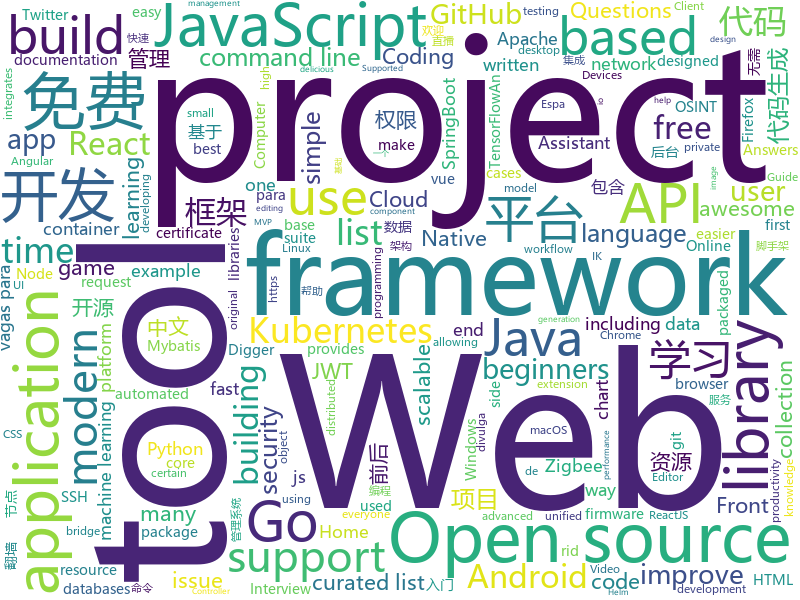 Twitter
easy
JavaScript
GitHub
Questions
Apache
代码
快速
欢迎
直播
management
Client
testing
or
design
integrates
build
documentation
管理
command line
Coding
written
based
network
designed
many
代码生成
无需
集成
project
免费
small
delicious
Supported
Computer
high
基于
best
simple
权限
make
SpringBoot
TensorFlowAn
Assistant
OSINT
Firefox
Devices
Espa
º
free
help
cases
private
后台
Answers
app
React
Angular
learning
developing
开发
one
框架
Cloud
para
vue
包含
API
user
awesome
Guide
基础
一个
time
container
certificate
suite
base
list
数据
Native
平台
language
easier
first
editing
model
Online
脚手架
vagas para
Node
UI
game
example
request
libraries
Linux
MVP
https
架构
component
workflow
IK
tool
framework
开源
中文
Mybatis
platform
Kubernetes
original
帮助
programming
end
including
data
packaged
Java
学习
library
provides
allowing
Chrome
generation
Digger
modern
automated
fast
JWT
beginners
browser
extension
服务
collection
application
machine learning
building
security
scalable
chart
side
Web
divulga
Zigbee
资源
CSS
Python
core
certain
js
object
distributed
前后
macOS
Windows
git
de
way
Front
productivity
knowledge
节点
SSH
package
管理系统
Go
using
编程
used
项目
firmware
ReactJS
performance
rid
Editor
翻墙
bridge
databases
many
resource
命令
issue
Home
support
everyone
Controller
curated list
入门
Interview
advanced
unified
Open source
code
development
Helm
Android
improve
Video
image
HTML